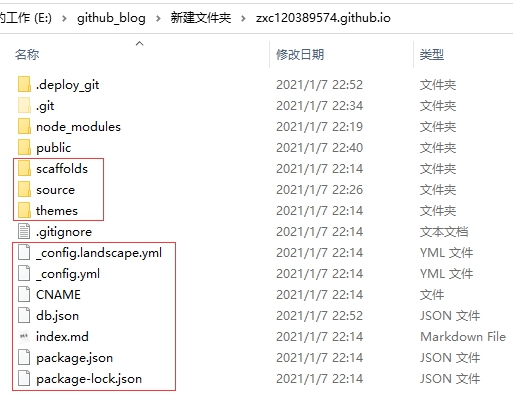 的工作 (E:) > github_blog > 新建文件夹 > zxc120389574.github.io
名称 修改日期 类型
.deploy_git 2021/1/7 22:52 文件夹
.git 2021/1/7 22:34 文件夹
node_modules 2021/1/7 22:19 文件夹
public 2021/1/7 22:40 文件夹
scaffolds 2021/1/7 22:14 文件夹
source 2021/1/7 22:26 文件夹
themes 2021/1/7 22:14 文件夹
.gitignore 2021/1/7 22:14 文本文档
_config.landscape.yml 2021/1/7 22:14 YML 文件
_config.yml 2021/1/7 22:14 YML 文件
CNAME 2021/1/7 22:14 文件
db.json 2021/1/7 22:52 JSON 文件
index.md 2021/1/7 22:14 Markdown File
package.json 2021/1/7 22:14 JSON 文件
package-lock.json 2021/1/7 22:14 JSON 文件